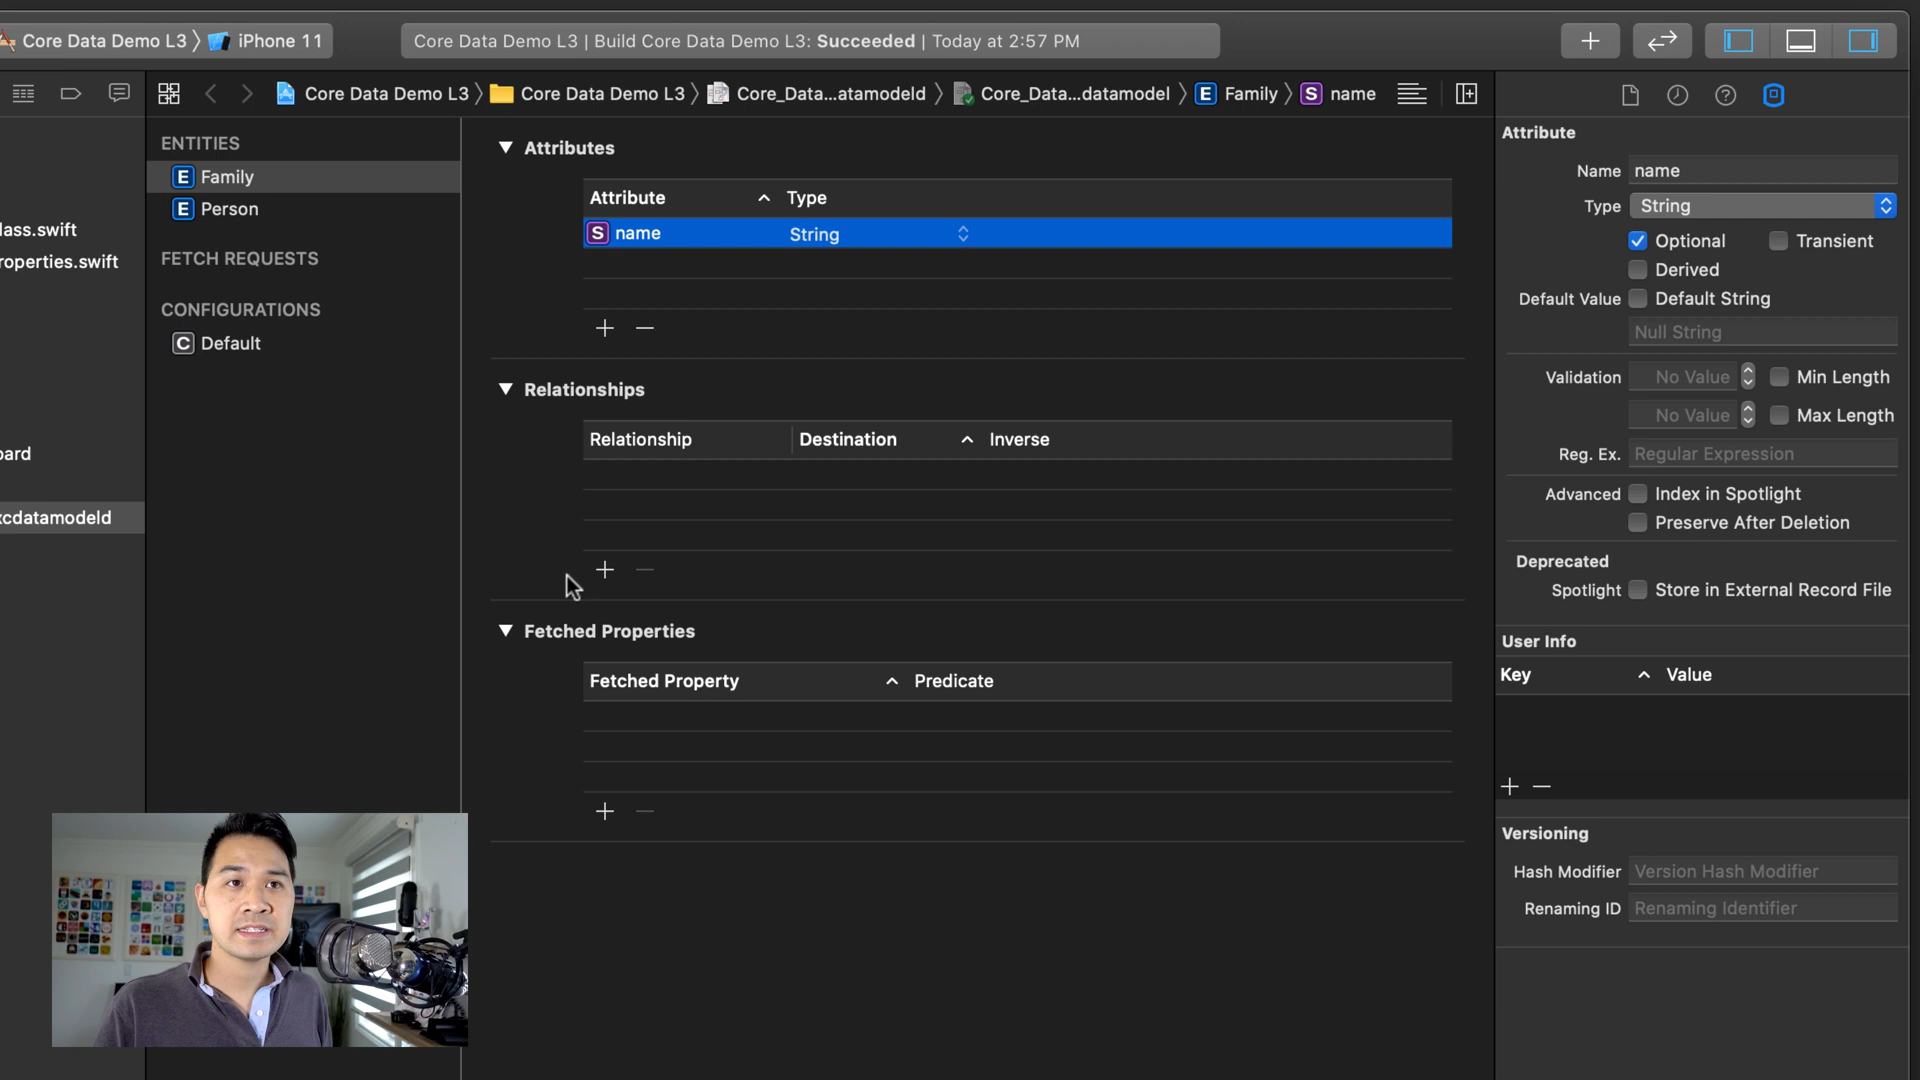 Core Data Demo L3 〉 iPhone 11
Core Data Demo L3 | Build Core Data Demo L3: Succeeded | Today at 2:57 PM
Core Data Demo L3 〉 Core Data Demo L3 〉 Core_Data...atamodeld 〉 Core_Data...datamodel 〉 E Family 〉 S name
lass.swift
roperties.swift
oard
xcdatamodeld
ENTITIES
E Family
E Person
FETCH REQUESTS
CONFIGURATIONS
C Default
Attributes
Attribute Type
S name String
Relationships
Relationship Destination Inverse
Fetched Properties
Fetched Property Predicate
Attribute
Name name
Type String
Optional Transient
Derived
Default Value Default String
Null String
Validation No Value Min Length
No Value Max Length
Reg. Ex. Regular Expression
Advanced Index in Spotlight
Preserve After Deletion
Deprecated
Spotlight Store in External Record File
User Info
Key Value
Versioning
Hash Modifier Version Hash Modifier
Renaming ID Renaming Identifier